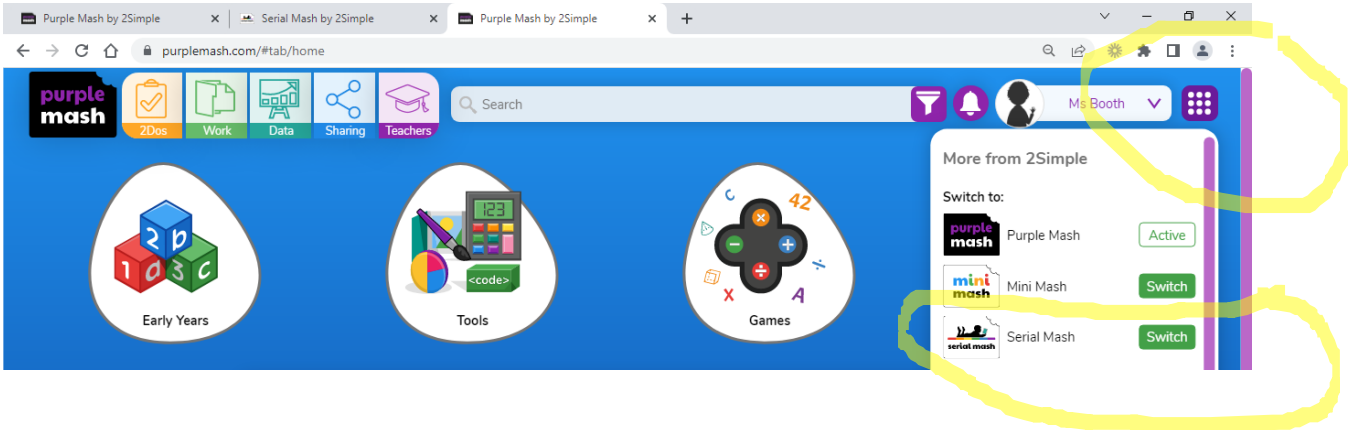 Purple Mash by 2Simple
Serial Mash by 2Simple
Purple Mash by 2Simple
purplemash.com/#tab/home
purple
mash
2Dos
Work
Data
Sharing
Teachers
Search
Ms Booth
More from 2Simple
Switch to:
purple
mash
Purple Mash
Active
mini
mash
Mini Mash
Switch
serial mash
Serial Mash
Switch
2 b
1 d 3 c
Early Years
123
<code>
Tools
C
42
X
A
Games